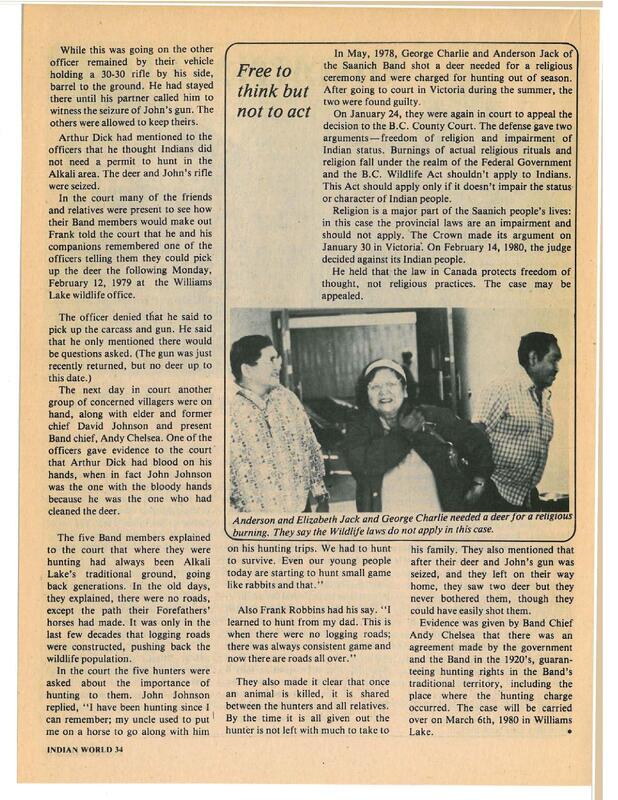 While this was going on the other
officer remained by their vehicle
holding a 30-30 rifle by his side,
barrel to the ground. He had stayed
there until his partner called him to
witness the seizure of John's gun. The
others were allowed to keep theirs.
Arthur Dick had mentioned to the
officers that he thought Indians did
not need a permit to hunt in the
Alkali area. The deer and John's rifle
were seized.
In the court many of the friends
and relatives were present to see how
their Band members would make out
Frank told the court that he and his
companions remembered one of the
officers telling them they could pick
up the deer the following Monday,
February 12, 1979 at the Williams
Lake wildlife office.
The officer denied that he said to
pick up the carcass and gun. He said
that he only mentioned there would
be questions asked. (The gun was just
recently returned, but no deer up to
this date.)
The next day in court another
group of concerned villagers were on
hand, along with elder and former
chief David Johnson and present
Band chief, Andy Chelsea. One of the
officers gave evidence to the court
that Arthur Dick had blood on his
hands, when in fact John Johnson
was the one with the bloody hands
because he was the one who had
cleaned the deer.
The five Band members explained
to the court that where they were
hunting had always been Alkali
Lake's traditional ground, going
back generations. In the old days,
they explained, there were no roads,
except the path their Forefathers'
horses had made. It was only in the
last few decades that logging roads
were constructed, pushing back the
wildlife population.
In the court the five hunters were
asked about the importance of
hunting to them. John Johnson
replied, "I have been hunting since I
can remember; my uncle used to put
me on a horse to go along with him
on his hunting trips. We had to hunt
to survive. Even our young people
today are starting to hunt small game
like rabbits and that."
Also Frank Robbins had his say. "I
learned to hunt from my dad. This is
when there were no logging roads;
there was always consistent game and
now there are roads all over."
They also made it clear that once
an animal is killed, it is shared
between the hunters and all relatives.
By the time it is all given out the
hunter is not left with much to take to
his family. They also mentioned that
after their deer and John's gun was
seized, and they left on their way
home, they saw two deer but they
never bothered them, though they
could have easily shot them.
Evidence was given by Band Chief
Andy Chelsea that there was an
agreement made by the government
and the Band in the 1920's, guaran-
teeing hunting rights in the Band's
traditional territory, including the
place where the hunting charge
occurred. The case will be carried
over on March 6th, 1980 in Williams
Lake.
Free to
think but
not to act
In May, 1978, George Charlie and Anderson Jack of
the Saanich Band shot a deer needed for a religious
ceremony and were charged for hunting out of season.
After going to court in Victoria during the summer, the
two were found guilty.
On January 24, they were again in court to appeal the
decision to the B.C. County Court. The defense gave two
arguments—freedom of religion and impairment of
Indian status. Burnings of actual religious rituals and
religion fall under the realm of the Federal Government
and the B.C. Wildlife Act shouldn't apply to Indians.
This Act should apply only if it doesn't impair the status
or character of Indian people.
Religion is a major part of the Saanich people's lives:
in this case the provincial laws are an impairment and
should not apply. The Crown made its argument on
January 30 in Victoria. On February 14, 1980, the judge
decided against its Indian people.
He held that the law in Canada protects freedom of
thought, not religious practices. The case may be
appealed.
Anderson and Elizabeth Jack and George Charlie needed a deer for a religious
burning. They say the Wildlife laws do not apply in this case.
INDIAN WORLD 34